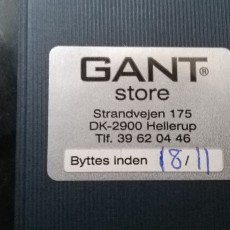 GANT®
store
Strandvejen 175
DK-2900 Hellerup
Tlf. 39 62 04 46
Byttes inden 18/11